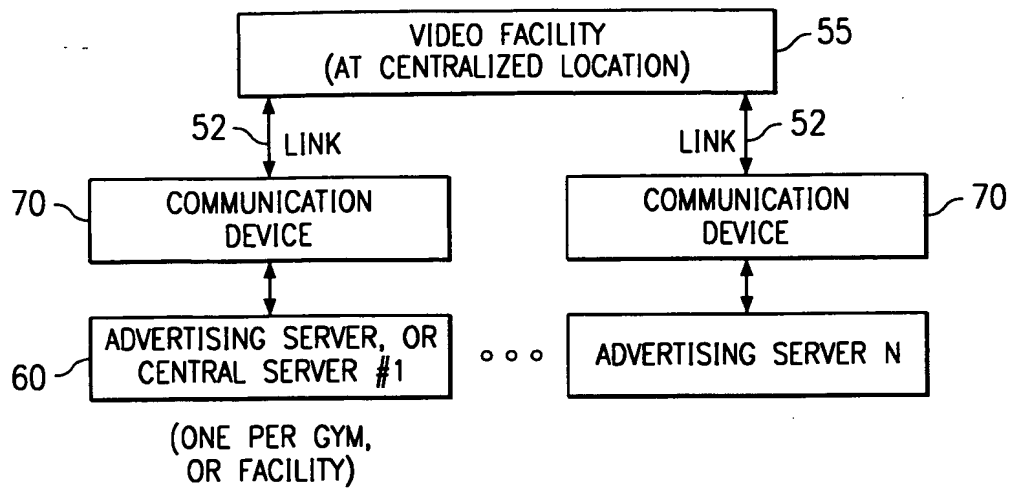 VIDEO FACILITY
(AT CENTRALIZED LOCATION)
55
52
LINK
LINK
52
70
COMMUNICATION
DEVICE
COMMUNICATION
DEVICE
70
60
ADVERTISING SERVER, OR
CENTRAL SERVER #1
ADVERTISING SERVER N
(ONE PER GYM,
OR FACILITY)